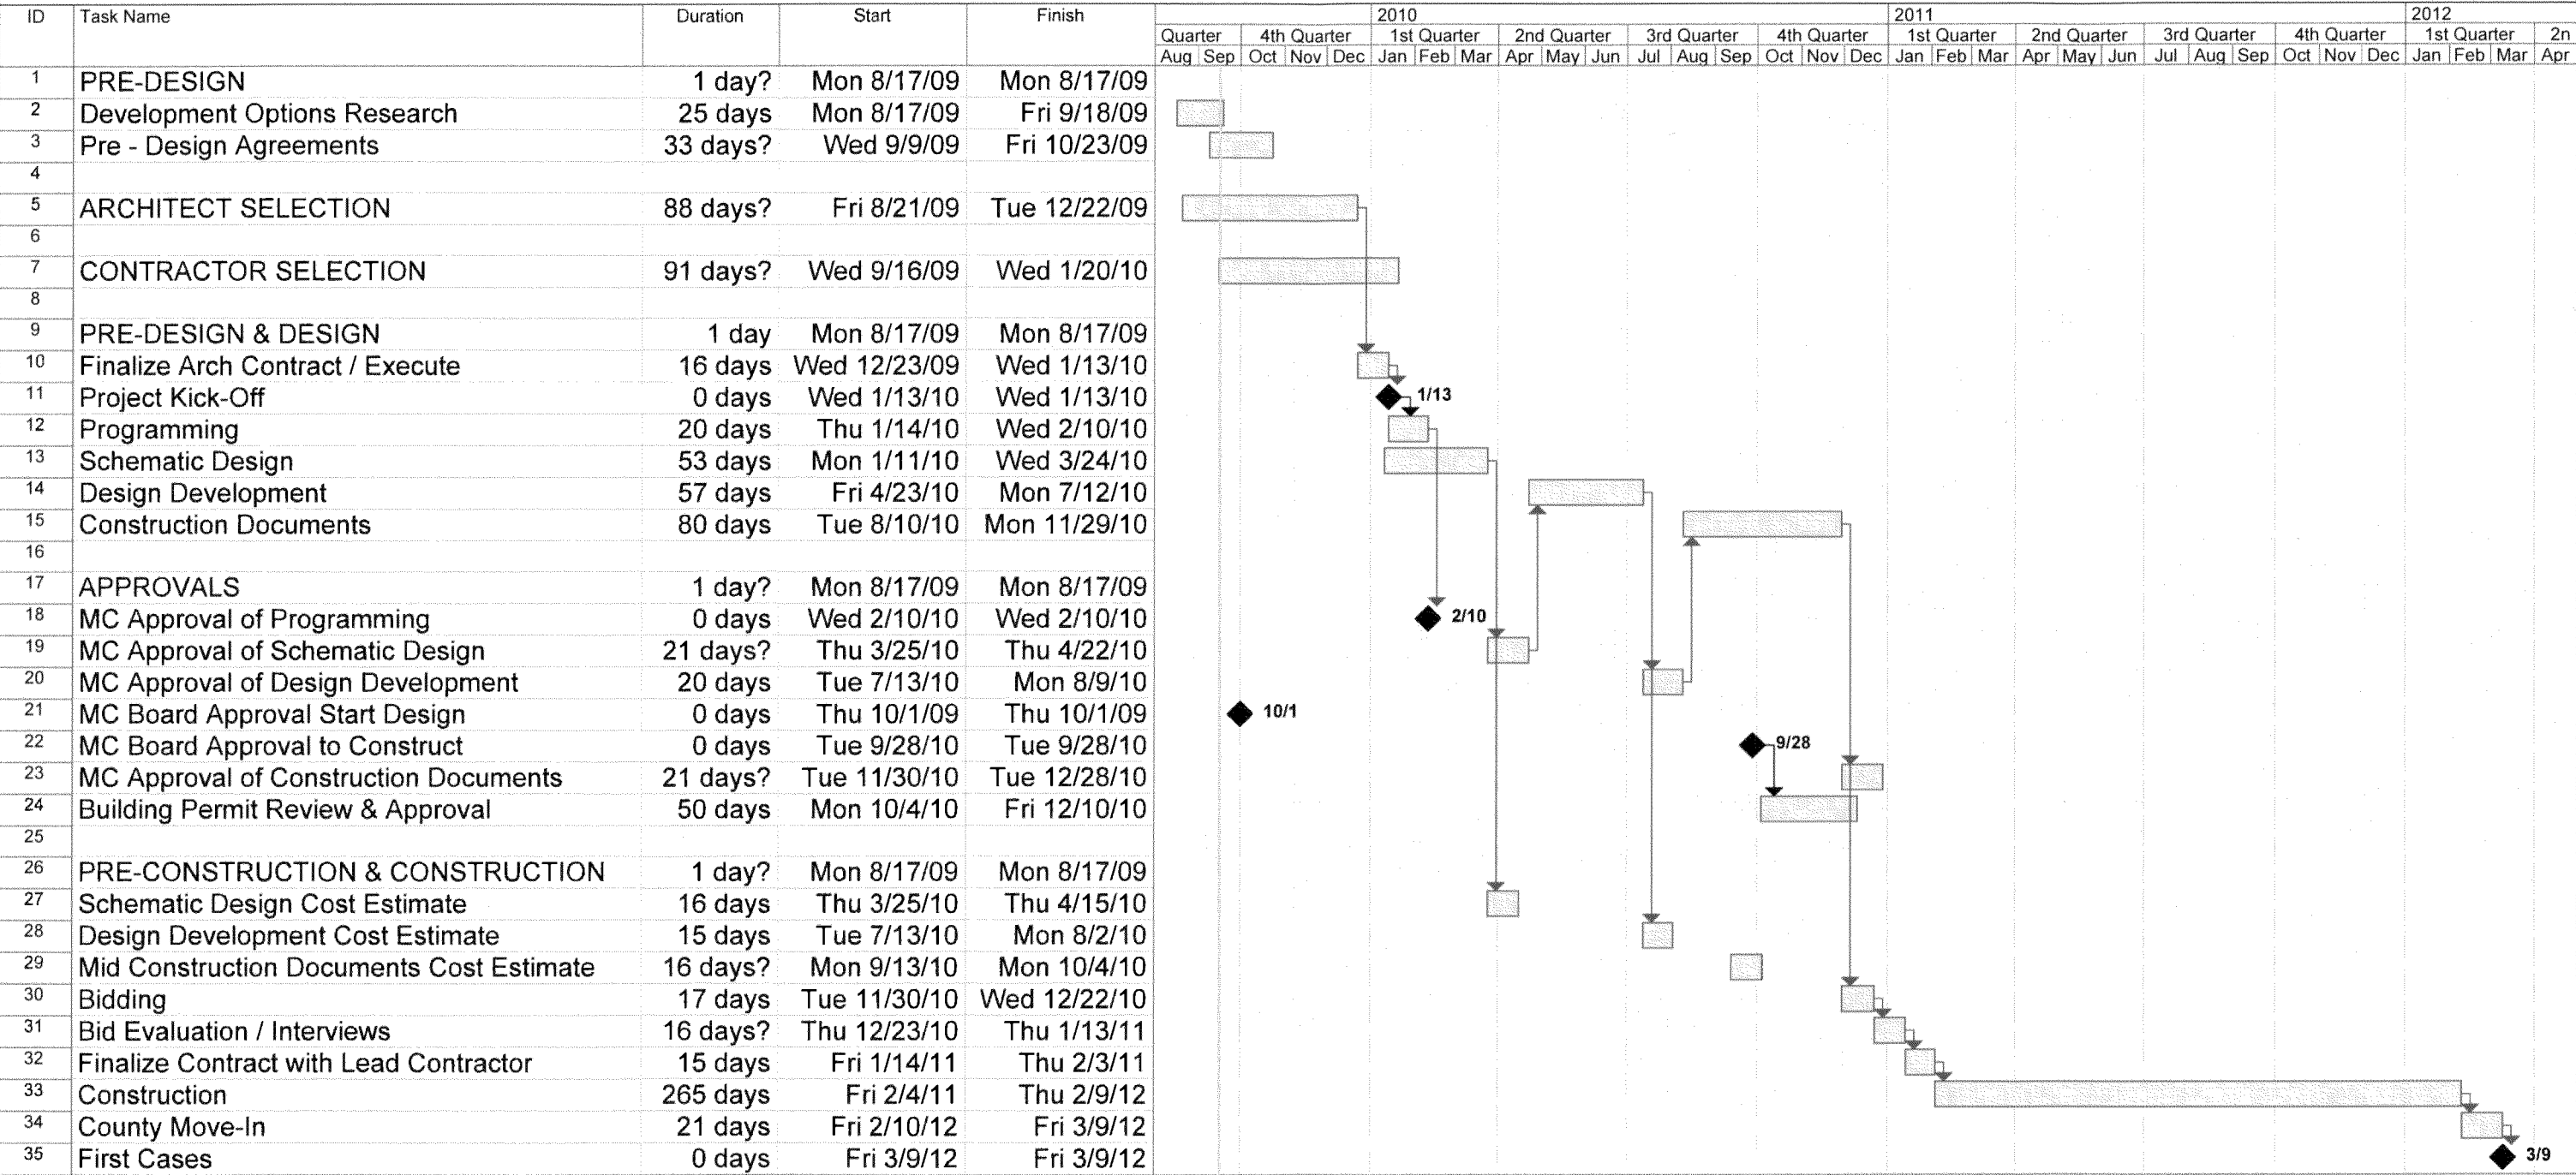 ID Task Name Duration Start Finish 2010 2011 2012
Quarter 4th Quarter 1st Quarter 2nd Quarter 3rd Quarter 4th Quarter 1st Quarter 2nd Quarter 3rd Quarter 4th Quarter 1st Quarter 2n
Aug Sep Oct Nov Dec Jan Feb Mar Apr May Jun Jul Aug Sep Oct Nov Dec Jan Feb Mar Apr May Jun Jul Aug Sep Oct Nov Dec Jan Feb Mar Apr
1 PRE-DESIGN 1 day? Mon 8/17/09 Mon 8/17/09
2 Development Options Research 25 days Mon 8/17/09 Fri 9/18/09
3 Pre - Design Agreements 33 days? Wed 9/9/09 Fri 10/23/09
4
5 ARCHITECT SELECTION 88 days? Fri 8/21/09 Tue 12/22/09
6
7 CONTRACTOR SELECTION 91 days? Wed 9/16/09 Wed 1/20/10
8
9 PRE-DESIGN & DESIGN 1 day Mon 8/17/09 Mon 8/17/09
10 Finalize Arch Contract / Execute 16 days Wed 12/23/09 Wed 1/13/10
11 Project Kick-Off 0 days Wed 1/13/10 Wed 1/13/10 1/13
12 Programming 20 days Thu 1/14/10 Wed 2/10/10
13 Schematic Design 53 days Mon 1/11/10 Wed 3/24/10
14 Design Development 57 days Fri 4/23/10 Mon 7/12/10
15 Construction Documents 80 days Tue 8/10/10 Mon 11/29/10
16
17 APPROVALS 1 day? Mon 8/17/09 Mon 8/17/09
18 MC Approval of Programming 0 days Wed 2/10/10 Wed 2/10/10 2/10
19 MC Approval of Schematic Design 21 days? Thu 3/25/10 Thu 4/22/10
20 MC Approval of Design Development 20 days Tue 7/13/10 Mon 8/9/10
21 MC Board Approval Start Design 0 days Thu 10/1/09 Thu 10/1/09 10/1
22 MC Board Approval to Construct 0 days Tue 9/28/10 Tue 9/28/10 9/28
23 MC Approval of Construction Documents 21 days? Tue 11/30/10 Tue 12/28/10
24 Building Permit Review & Approval 50 days Mon 10/4/10 Fri 12/10/10
25
26 PRE-CONSTRUCTION & CONSTRUCTION 1 day? Mon 8/17/09 Mon 8/17/09
27 Schematic Design Cost Estimate 16 days Thu 3/25/10 Thu 4/15/10
28 Design Development Cost Estimate 15 days Tue 7/13/10 Mon 8/2/10
29 Mid Construction Documents Cost Estimate 16 days? Mon 9/13/10 Mon 10/4/10
30 Bidding 17 days Tue 11/30/10 Wed 12/22/10
31 Bid Evaluation / Interviews 16 days? Thu 12/23/10 Thu 1/13/11
32 Finalize Contract with Lead Contractor 15 days Fri 1/14/11 Thu 2/3/11
33 Construction 265 days Fri 2/4/11 Thu 2/9/12
34 County Move-In 21 days Fri 2/10/12 Fri 3/9/12
35 First Cases 0 days Fri 3/9/12 Fri 3/9/12 3/9